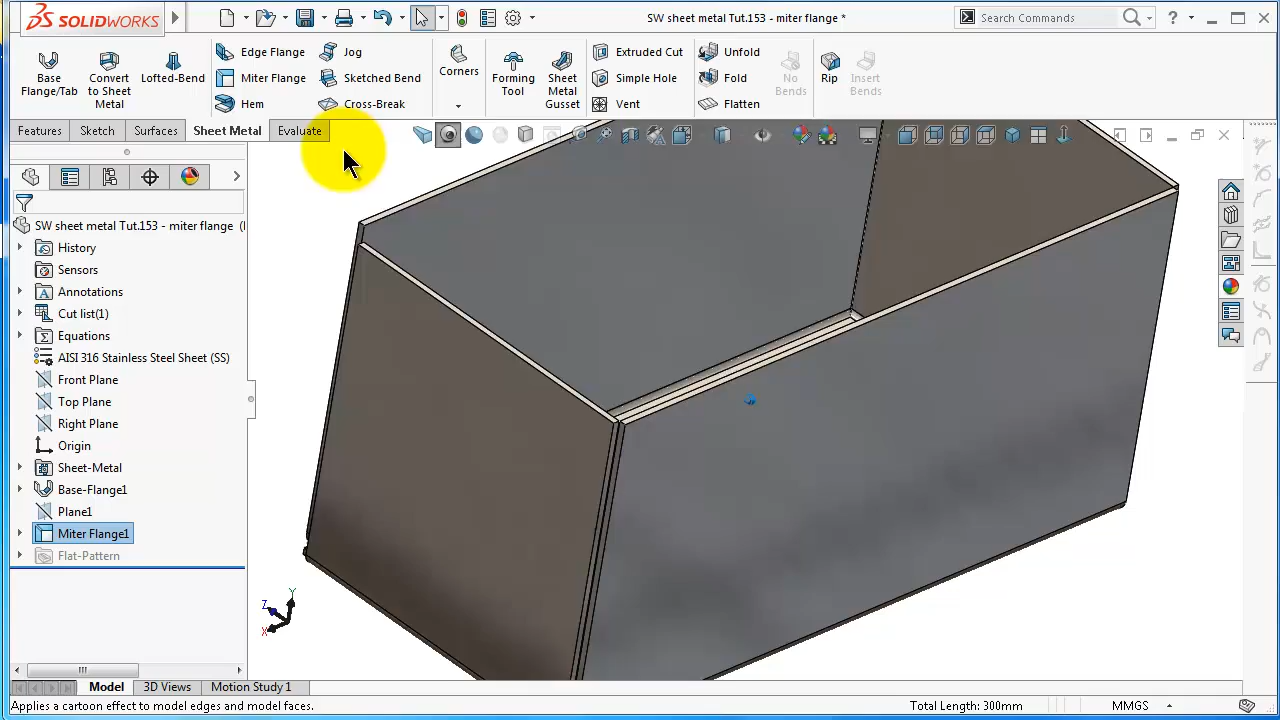 SOLIDWORKS
SW sheet metal Tut.153 - miter flange *
Search Commands
?
Base Flange/Tab
Convert to Sheet Metal
Lofted-Bend
Edge Flange
Miter Flange
Hem
Jog
Sketched Bend
Cross-Break
Corners
Forming Tool
Sheet Metal Gusset
Extruded Cut
Simple Hole
Vent
Unfold
Fold
Flatten
No Bends
Rip
Insert Bends
Features
Sketch
Surfaces
Sheet Metal
Evaluate
SW sheet metal Tut.153 - miter flange (
History
Sensors
Annotations
Cut list(1)
Equations
AISI 316 Stainless Steel Sheet (SS)
Front Plane
Top Plane
Right Plane
Origin
Sheet-Metal
Base-Flange1
Plane1
Miter Flange1
Flat-Pattern
Y
Z
X
Model
3D Views
Motion Study 1
Applies a cartoon effect to model edges and model faces.
Total Length: 300mm
MMGS